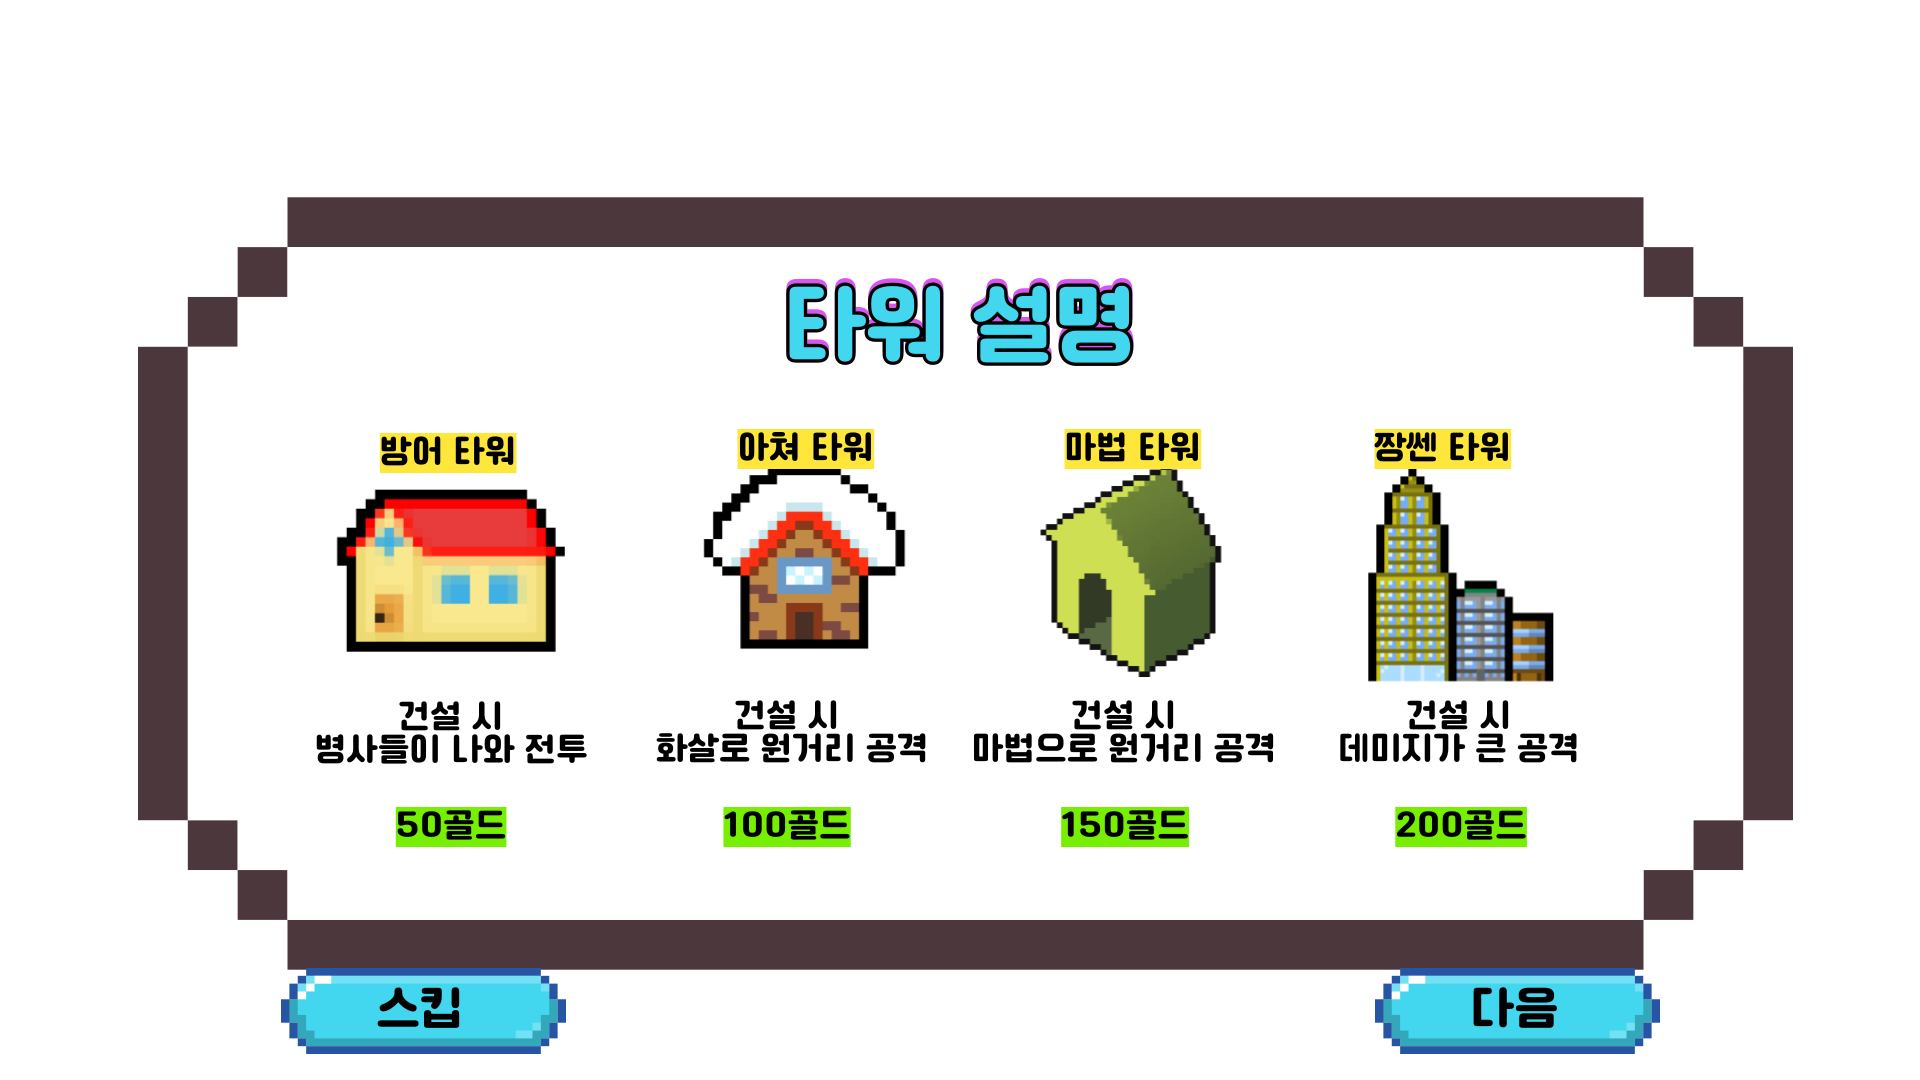 타워 설명
방어 타워
아쳐 타워
마법 타워
짱쎈 타워
건설 시
병사들이 나와 전투
건설 시
화살로 원거리 공격
건설 시
마법으로 원거리 공격
건설 시
데미지가 큰 공격
50골드
100골드
150골드
200골드
스킵
다음